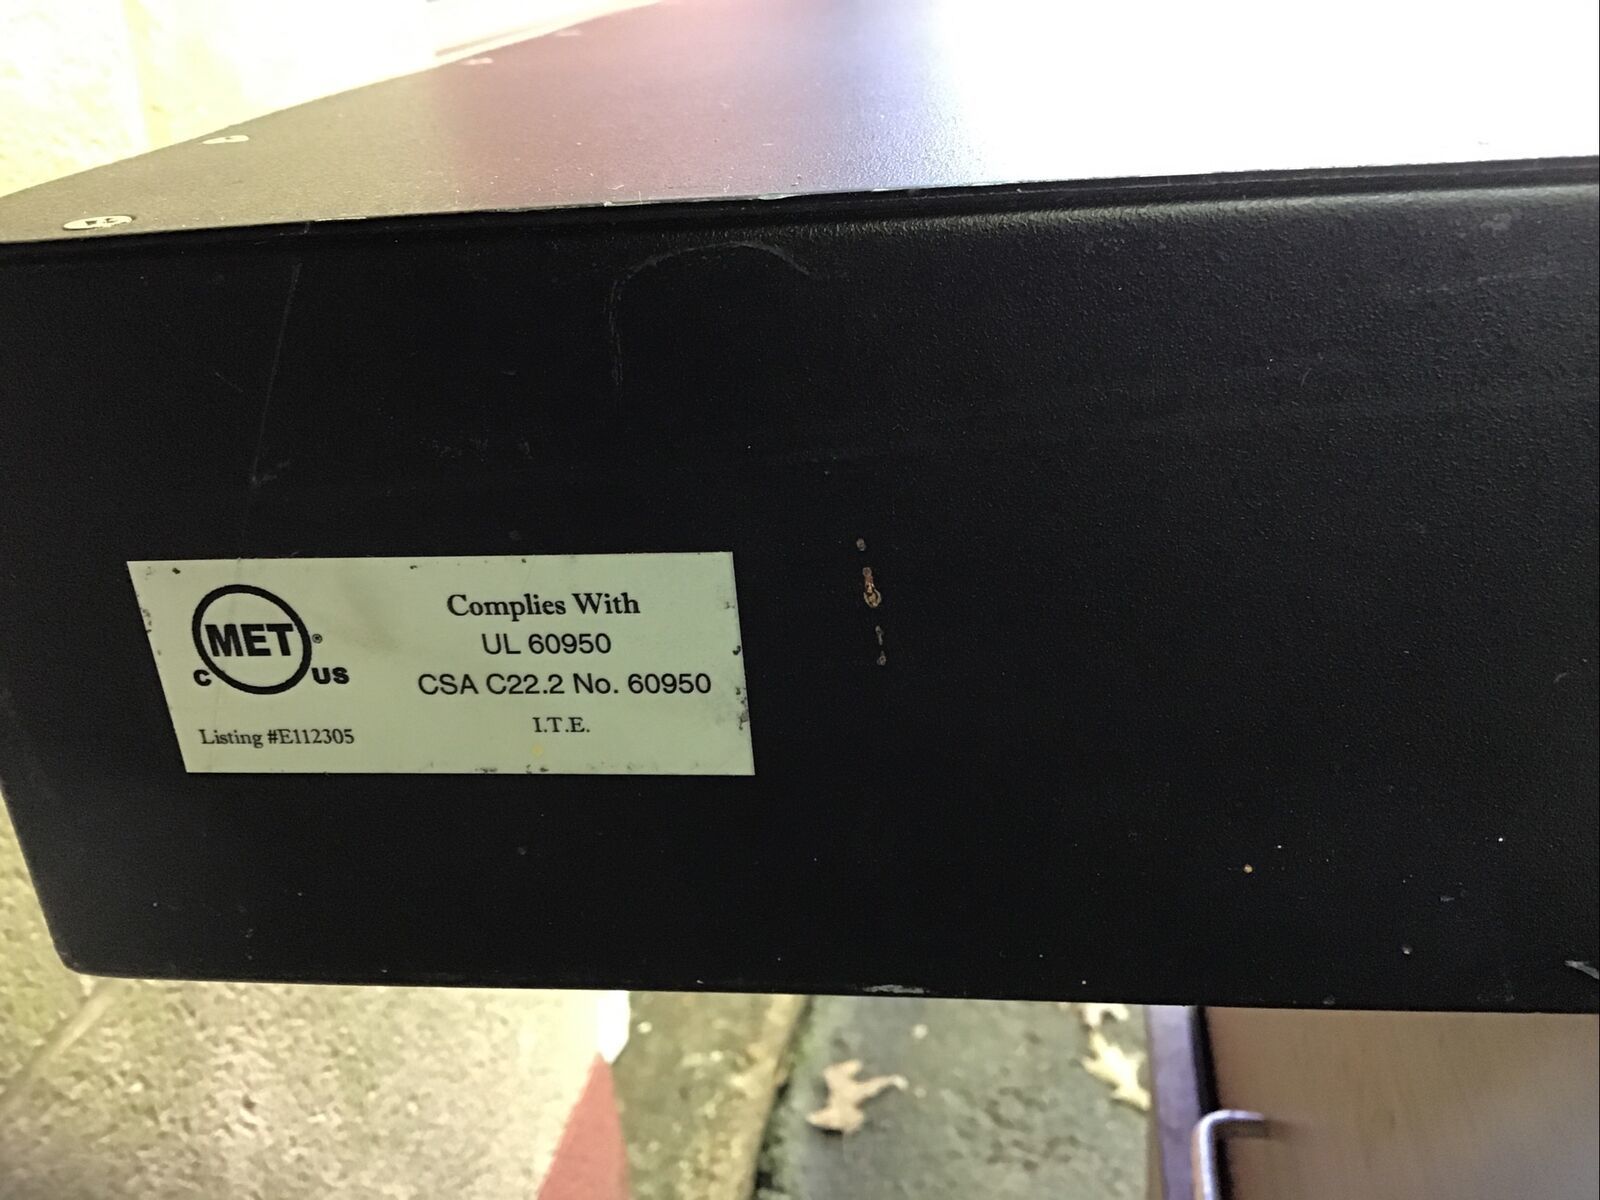 MET®
C US
Listing #E112305
Complies With
UL 60950
CSA C22.2 No. 60950
I.T.E.